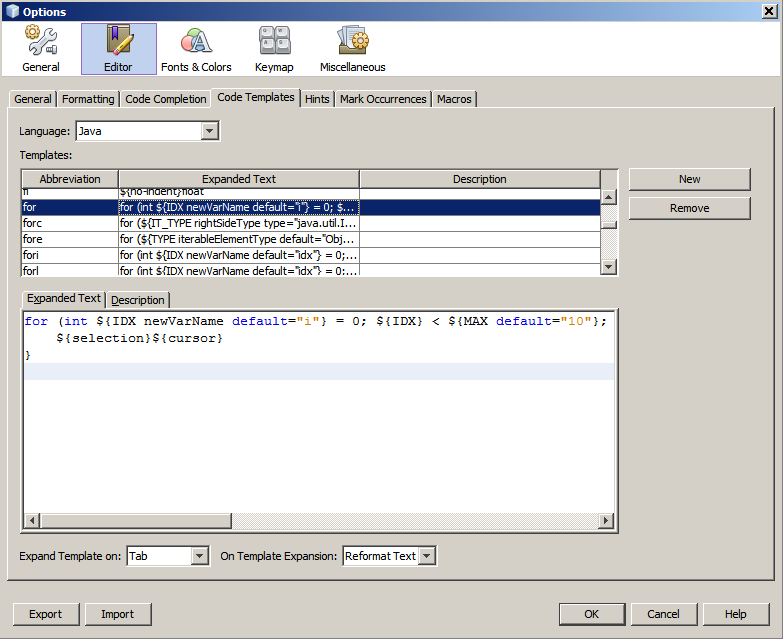 Options
General
Editor
Fonts & Colors
Keymap
Miscellaneous
General
Formatting
Code Completion
Code Templates
Hints
Mark Occurrences
Macros
Language:
Java
Templates:
Abbreviation
Expanded Text
Description
New
Remove
fl
${no-indent}float
for
for (int ${IDX newVarName default="i"} = 0; $...
forc
for (${IT_TYPE rightSideType type="java.util.I...
fore
for (${TYPE iterableElementType default="Obj...
fori
for (int ${IDX newVarName default="idx"} = 0;...
forl
for (int ${IDX newVarName default="idx"} = 0;...
Expanded Text
Description
for (int ${IDX newVarName default="i"} = 0; ${IDX} < ${MAX default="10"};
${selection}${cursor}
}
Expand Template on:
Tab
On Template Expansion:
Reformat Text
Export
Import
OK
Cancel
Help